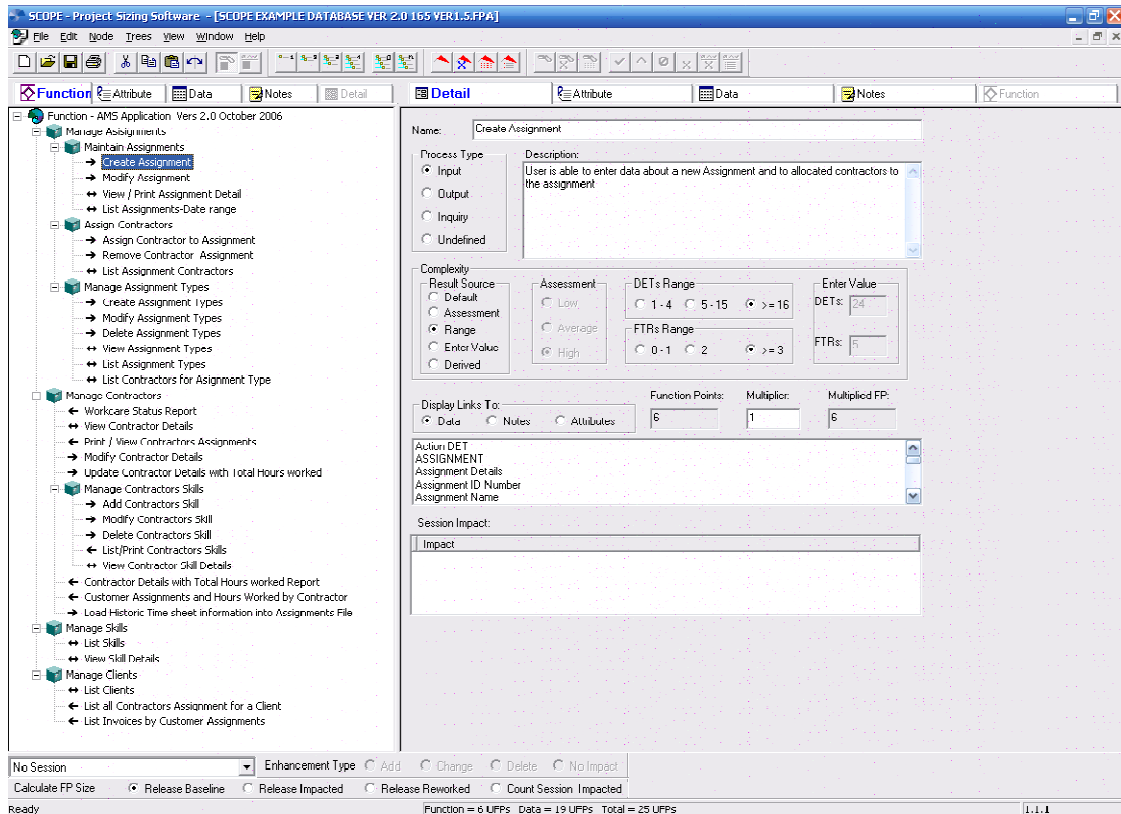 SCOPE - Project Sizing Software - [SCOPE EXAMPLE DATABASE VER 2.0 165 VER1.5.FPA]
File Edit Node Trees View Window Help
Function Attribute Data Notes Detail
Detail Attribute Data Notes Function
Function - AMS Application Vers 2.0 October 2006
Manage Assignments
Maintain Assignments
Create Assignment
Modify Assignment
View / Print Assignment Detail
List Assignments-Date range
Assign Contractors
Assign Contractor to Assignment
Remove Contractor Assignment
List Assignment Contractors
Manage Assignment Types
Create Assignment Types
Modify Assignment Types
Delete Assignment Types
View Assignment Types
List Assignment Types
List Contractors for Asignment Type
Manage Contractors
Workcare Status Report
View Contractor Details
Print / View Contractors Assignments
Modify Contractor Details
Update Contractor Details with Total Hours worked
Manage Contractors Skills
Add Contractors Skill
Modify Contractors Skill
Delete Contractors Skill
List/Print Contractors Skills
View Contractor Skill Details
Contractor Details with Total Hours worked Report
Customer Assignments and Hours Worked by Contractor
Load Historic Time sheet information into Assignments File
Manage Skills
List Skills
View Skill Details
Manage Clients
List Clients
List all Contractors Assignment for a Client
List Invoices by Customer Assignments
Name: Create Assignment
Process Type
Input
Output
Inquiry
Undefined
Description:
User is able to enter data about a new Assignment and to allocated contractors to
the assignment
Complexity
Result Source
Default
Assessment
Range
Enter Value
Derived
Assessment
Low
Average
High
DETs Range
1 - 4 5 - 15 >= 16
FTRs Range
0 - 1 2 >= 3
Enter Value
DETs: 24
FTRs: 5
Display Links To:
Data Notes Attributes
Function Points: Multiplier: Multiplied FP:
6 1 6
Action DET
ASSIGNMENT
Assignment Details
Assignment ID Number
Assignment Name
Session Impact:
Impact
No Session Enhancement Type Add Change Delete No Impact
Calculate FP Size Release Baseline Release Impacted Release Reworked Count Session Impacted
Ready Function = 6 UFPs Data = 19 UFPs Total = 25 UFPs 1.1.1